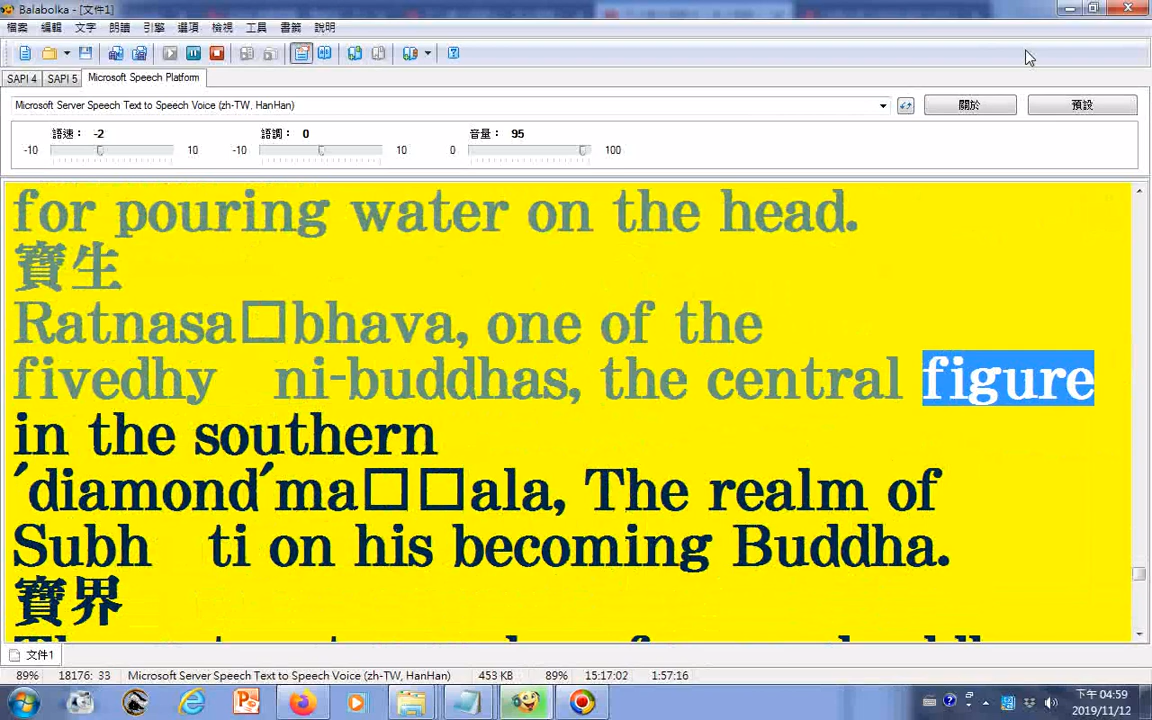 Balabolka - [文件1]
檔案 編輯 文字 朗讀 引擎 選項 檢視 工具 書籤 說明
SAPI 4 SAPI 5 Microsoft Speech Platform
Microsoft Server Speech Text to Speech Voice (zh-TW, HanHan) 關於 預設
語速: -2 語調: 0 音量: 95
-10 10 -10 10 0 100
for pouring water on the head.
寶生
Ratnasa□bhava, one of the
fivedhy ni-buddhas, the central figure
in the southern
'diamond'ma□□ala, The realm of
Subh ti on his becoming Buddha.
寶界
文件1
89% 18176: 33 Microsoft Server Speech Text to Speech Voice (zh-TW, HanHan) 453 KB 89% 15:17:02 1:57:16
下午 04:59
2019/11/12